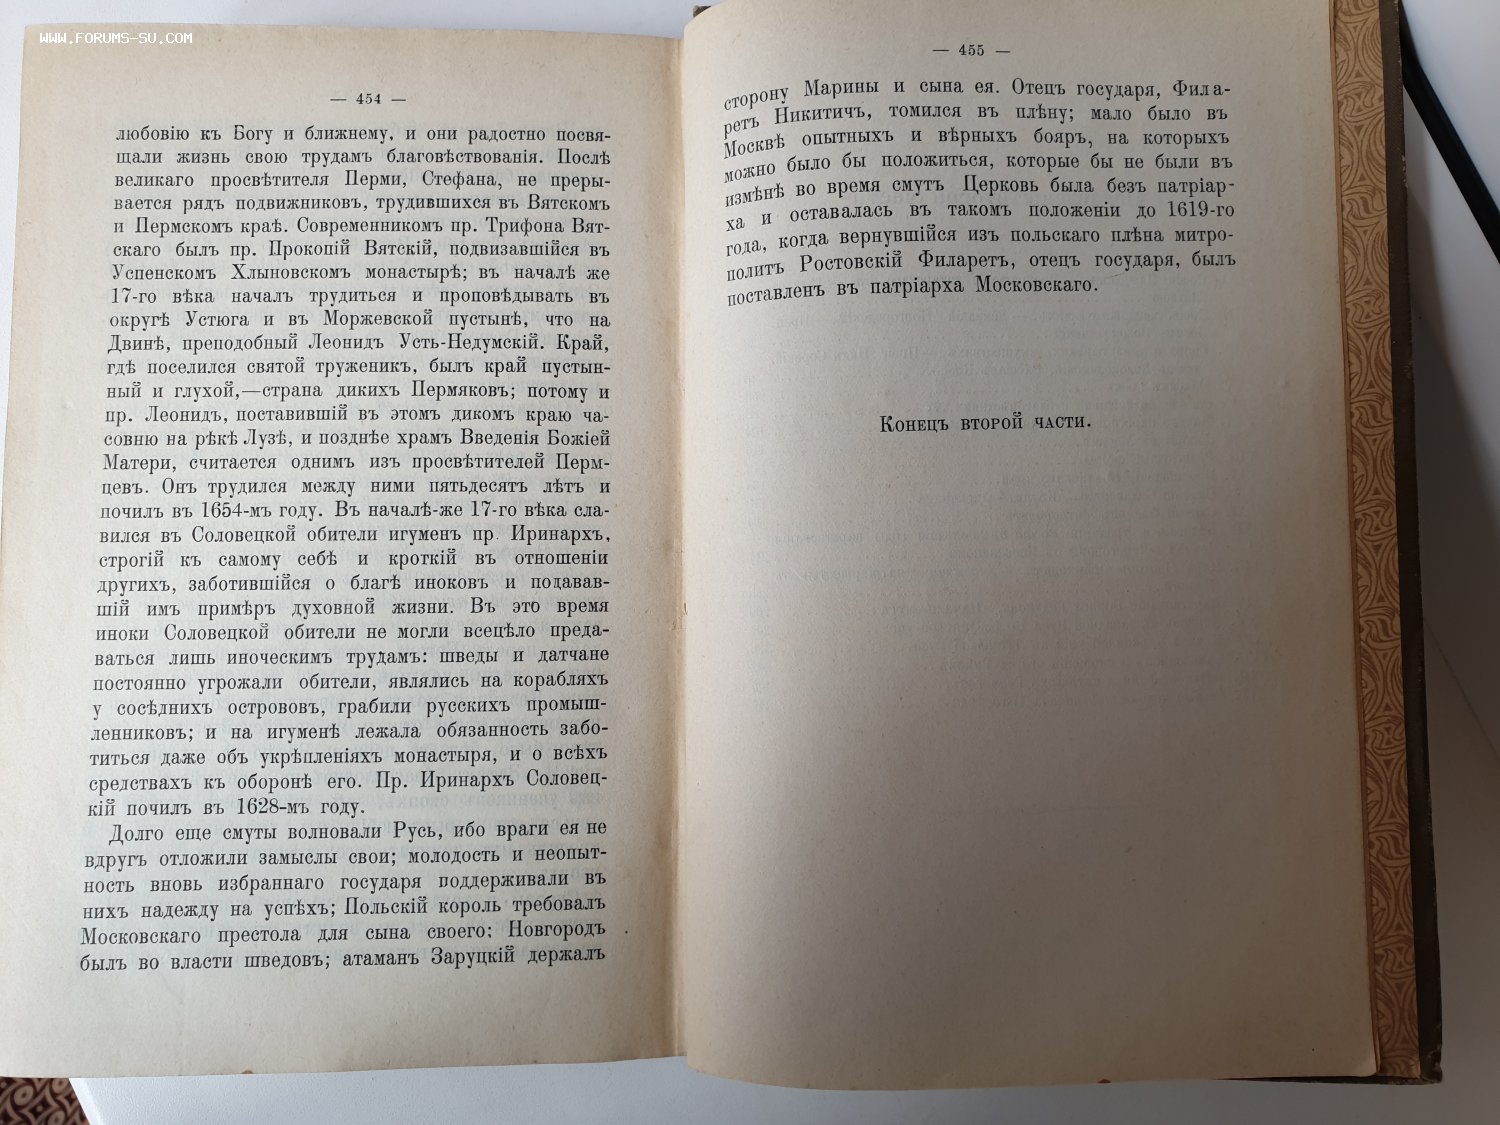 WWW.FORUMS-SU.COM
— 454 —
любовію къ Богу и ближнему, и они радостно посвя-
щали жизнь свою трудамъ благовѣствованія. Послѣ
великаго просвѣтителя Перми, Стефана, не преры-
вается рядъ подвижниковъ, трудившихся въ Вятскомъ
и Пермскомъ краѣ. Современникомъ пр. Трифона Вят-
скаго былъ пр. Прокопій Вятскій, подвизавшійся въ
Успенскомъ Хлыновскомъ монастырѣ; въ началѣ же
17-го вѣка началъ трудиться и проповѣдывать въ
округѣ Устюга и въ Моржевской пустынѣ, что на
Двинѣ, преподобный Леонидъ Усть-Недумскій. Край,
гдѣ поселился святой труженикъ, былъ край пустын-
ный и глухой,—страна дикихъ Пермяковъ; потому и
пр. Леонидъ, поставившій въ этомъ дикомъ краю ча-
совню на рѣкѣ Лузѣ, и позднѣе храмъ Введенія Божіей
Матери, считается однимъ изъ просвѣтителей Перм-
цевъ. Онъ трудился между ними пятьдесятъ лѣтъ и
почилъ въ 1654-мъ году. Въ началѣ-же 17-го вѣка сла-
вился въ Соловецкой обители игуменъ пр. Иринархъ,
строгій къ самому себѣ и кроткій въ отношеніи
другихъ, заботившійся о благѣ иноковъ и подавав-
шій имъ примѣръ духовной жизни. Въ это время
иноки Соловецкой обители не могли всецѣло преда-
ваться лишь иноческимъ трудамъ: шведы и датчане
постоянно угрожали обители, являлись на корабляхъ
у сосѣднихъ острововъ, грабили русскихъ промыш-
ленниковъ; и на игуменѣ лежала обязанность забо-
титься даже объ укрѣпленіяхъ монастыря, и о всѣхъ
средствахъ къ оборонѣ его. Пр. Иринархъ Соловец-
кій почилъ въ 1628-мъ году.
Долго еще смуты волновали Русь, ибо враги ея не
вдругъ отложили замыслы свои; молодость и неопыт-
ность вновь избраннаго государя поддерживали въ
нихъ надежду на успѣхъ; Польскій король требовалъ
Московскаго престола для сына своего; Новгородъ
былъ во власти шведовъ; атаманъ Заруцкій держалъ
— 455 —
сторону Марины и сына ея. Отецъ государя, Фила-
ретъ Никитичъ, томился въ плѣну; мало было въ
Москвѣ опытныхъ и вѣрныхъ бояръ, на которыхъ
можно было бы положиться, которые бы не были въ
измѣнѣ во время смутъ Церковь была безъ патріар-
ха и оставалась въ такомъ положеніи до 1619-го
года, когда вернувшійся изъ польскаго плѣна митро-
политъ Ростовскій Филаретъ, отецъ государя, былъ
поставленъ въ патріарха Московскаго.
Конецъ второй части.